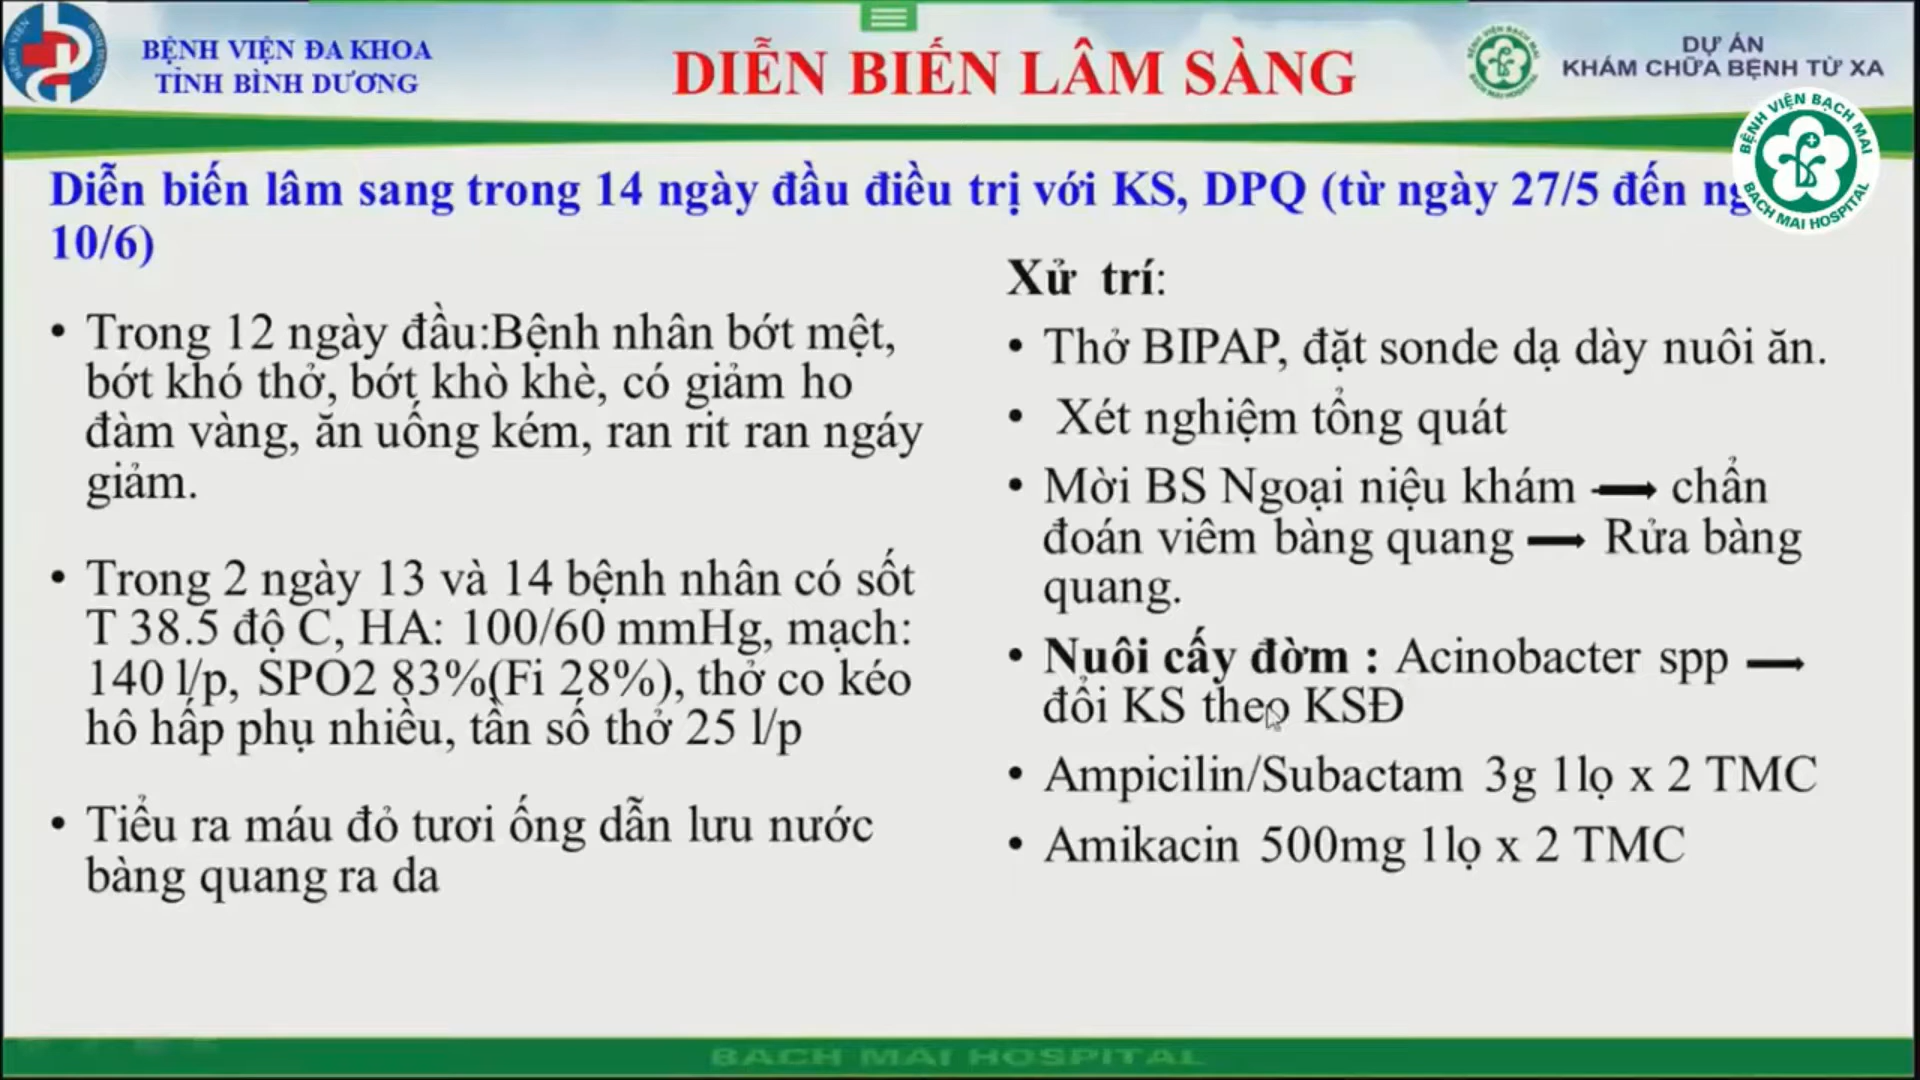 BỆNH VIỆN ĐA KHOA
TỈNH BÌNH DƯƠNG
DIỄN BIẾN LÂM SÀNG
DỰ ÁN
KHÁM CHỮA BỆNH TỪ XA
BỆNH VIỆN BẠCH MAI
BACH MAI HOSPITAL
Diễn biến lâm sang trong 14 ngày đầu điều trị với KS, DPQ (từ ngày 27/5 đến
10/6)
Trong 12 ngày đầu:Bệnh nhân bớt mệt,
bớt khó thở, bớt khò khè, có giảm ho
đàm vàng, ăn uống kém, ran rit ran ngáy
giảm.
Trong 2 ngày 13 và 14 bệnh nhân có sốt
T 38.5 độ C, HA: 100/60 mmHg, mạch:
140 l/p, SPO2 83%(Fi 28%), thở co kéo
hô hấp phụ nhiều, tần số thở 25 l/p
Tiểu ra máu đỏ tươi ống dẫn lưu nước
bàng quang ra da
Xử trí:
Thở BIPAP, đặt sonde dạ dày nuôi ăn.
Xét nghiệm tổng quát
Mời BS Ngoại niệu khám → chẩn
đoán viêm bàng quang → Rửa bàng
quang.
Nuôi cấy đờm : Acinobacter spp →
đổi KS theo KSĐ
Ampicilin/Subactam 3g 1lọ x 2 TMC
Amikacin 500mg 1lọ x 2 TMC
BACH MAI HOSPITAL